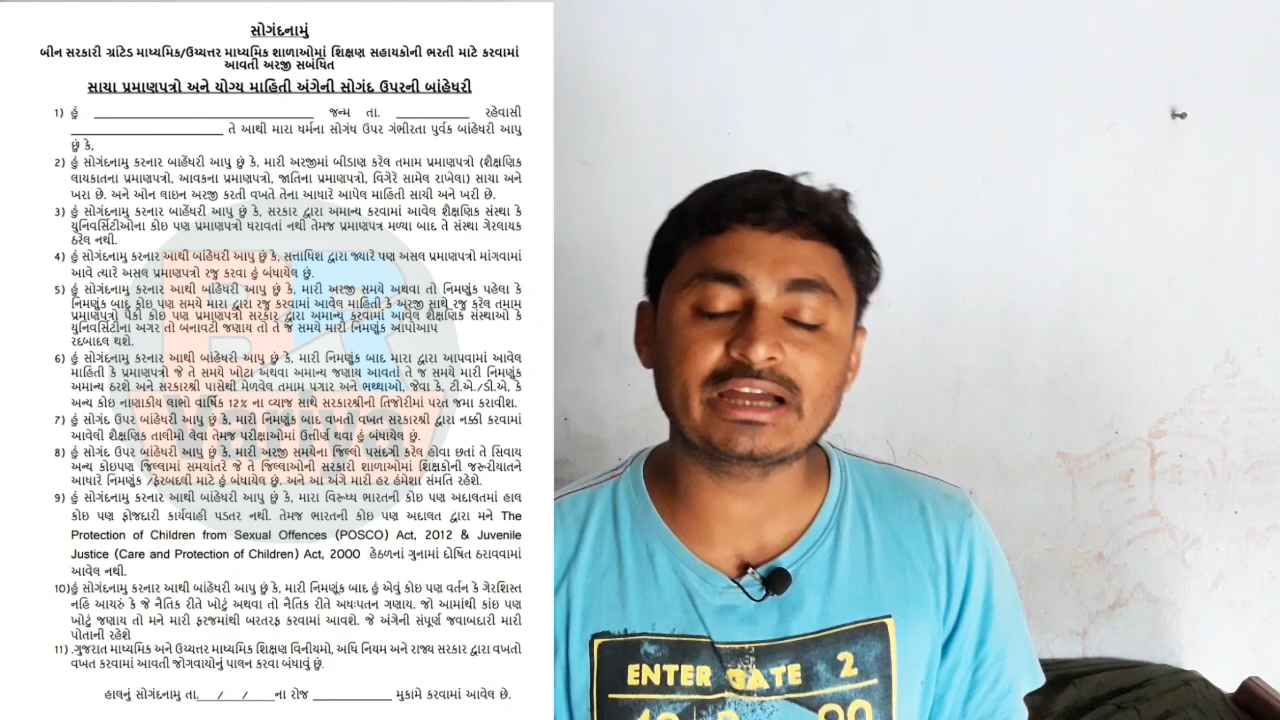 સોગંદનામું
બીન સરકારી ગ્રાંટેડ માધ્યમિક/ઉચ્ચત્તર માધ્યમિક શાળાઓમાં શિક્ષણ સહાયકોની ભરતી માટે કરવામાં
આવતી અરજી સબંધિત
સાચા પ્રમાણપત્રો અને યોગ્ય માહિતી અંગેની સોગંદ ઉપરની બાંહેધરી
1) હું ____________________ જન્મ તા. __________ રહેવાસી
____________________ તે આથી મારા ધર્મના સોગંધ ઉપર ગંભીરતા પુર્વક બાંહેધરી આપુ
છું કે,
2) હું સોગંદનામુ કરનાર બાહેંધરી આપુ છું કે, મારી અરજીમાં બીડાણ કરેલ તમામ પ્રમાણપત્રો (શૈક્ષણિક
લાયકાતના પ્રમાણપત્રો, આવકના પ્રમાણપત્રો, જાતિના પ્રમાણપત્રો, વિગેરે સામેલ રાખેલા) સાચા અને
ખરા છે. અને ઓન લાઇન અરજી કરતી વખતે તેના આધારે આપેલ માહિતી સાચી અને ખરી છે.
3) હું સોગંદનામુ કરનાર બાહેંધરી આપુ છું કે, સરકાર દ્વારા અમાન્ય કરવામાં આવેલ શૈક્ષણિક સંસ્થા કે
યુનિવર્સિટીઓના કોઇ પણ પ્રમાણપત્રો ધરાવતાં નથી તેમજ પ્રમાણપત્ર મળ્યા બાદ તે સંસ્થા ગેરલાયક
ઠરેલ નથી.
4) હું સોગંદનામુ કરનાર આથી બાંહેધરી આપુ છું કે, સત્તાધિશ દ્વારા જ્યારે પણ અસલ પ્રમાણપત્રો માંગવામાં
આવે ત્યારે અસલ પ્રમાણપત્રો રજુ કરવા હું બંધાયેલ છું.
5) હું સોગંદનામુ કરનાર આથી બાંહેધરી આપુ છું કે, મારી અરજી સમયે અથવા તો નિમણુંક પહેલા કે
નિમણુંક બાદ કોઇ પણ સમયે મારા દ્વારા રજુ કરવામાં આવેલ માહિતી કે અરજી સાથે રજુ કરેલ તમામ
પ્રમાણપત્રો પૈકી કોઇ પણ પ્રમાણપત્રો સરકાર દ્વારા અમાન્ય કરવામાં આવેલ શૈક્ષણિક સંસ્થાઓ કે
યુનિવર્સિટીના અગર તો બનાવટી જણાય તો તે જ સમયે મારી નિમણુંક આપોઆપ
રદબાદલ થશે.
6) હું સોગંદનામુ કરનાર આથી બાંહેધરી આપુ છું કે, મારી નિમણુંક બાદ મારા દ્વારા આપવામાં આવેલ
માહિતી કે પ્રમાણપત્રો જે તે સમયે ખોટા અથવા અમાન્ય જણાય આવતાં તે જ સમયે મારી નિમણુંક
અમાન્ય ઠરશે અને સરકારશ્રી પાસેથી મેળવેલ તમામ પગાર અને ભથ્થાઓ, જેવા કે, ટી.એ./ડી.એ, કે
અન્ય કોઇ નાણાકીય લાભો વાર્ષિક 12% ના વ્યાજ સાથે સરકારશ્રીની તિજોરીમાં પરત જમા કરાવીશ.
7) હું સોગંદ ઉપર બાંહેધરી આપુ છું કે, મારી નિમણુંક બાદ વખતો વખત સરકારશ્રી દ્વારા નક્કી કરવામાં
આવેલી શૈક્ષણીક તાલીમો લેવા તેમજ પરીક્ષાઓમાં ઉત્તીર્ણ થવા હું બંધાયેલ છું.
8) હું સોગંદ ઉપર બાંહેધરી આપુ છું કે, મારી અરજી સમયેના જિલ્લો પસંદગી કરેલ હોવા છતાં તે સિવાય
અન્ય કોઇપણ જિલ્લામાં સમયાંતરે જે તે જિલ્લાઓની સરકારી શાળાઓમાં શિક્ષકોની જરૂરીયાતને
આધારે નિમણુંક /ફેરબદલી માટે હું બંધાયેલ છું. અને આ અંગે મારી હર હંમેશા સંમતિ રહેશે.
9) હું સોગંદનામુ કરનાર આથી બાંહેધરી આપુ છું કે, મારા વિરૂધ્ધ ભારતની કોઇ પણ અદાલતમાં હાલ
કોઇ પણ ફોજદારી કાર્યવાહી પડતર નથી. તેમજ ભારતની કોઇ પણ અદાલત દ્વારા મને The
Protection of Children from Sexual Offences (POSCO) Act, 2012 & Juvenile
Justice (Care and Protection of Children) Act, 2000 હેઠળનાં ગુનામાં દોષિત ઠરાવવામાં
આવેલ નથી.
10)હું સોગંદનામુ કરનાર આથી બાંહેધરી આપુ છું કે, મારી નિમણુંક બાદ હું એવું કોઇ પણ વર્તન કે ગેરશિસ્ત
નહિ આચરું કે જે નૈતિક રીતે ખોટું અથવા તો નૈતિક રીતે અધઃપતન ગણાય. જો આમાંથી કાંઇ પણ
ખોટું જણાય તો મને મારી ફરજમાંથી બરતરફ કરવામાં આવશે. જે અંગેની સંપૂર્ણ જવાબદારી મારી
પોતાની રહેશે
11) .ગુજરાત માધ્યમિક અને ઉચ્ચત્તર માધ્યમિક શિક્ષણ વિનીયમો, અધિ નિયમ અને રાજ્ય સરકાર દ્વારા વખતો
વખત કરવામાં આવતી જોગવાયોનું પાલન કરવા બંધાવું છું.
હાલનું સોગંદનામુ તા.___/___/___ના રોજ __________ મુકામે કરવામાં આવેલ છે.
ENTER GATE 2